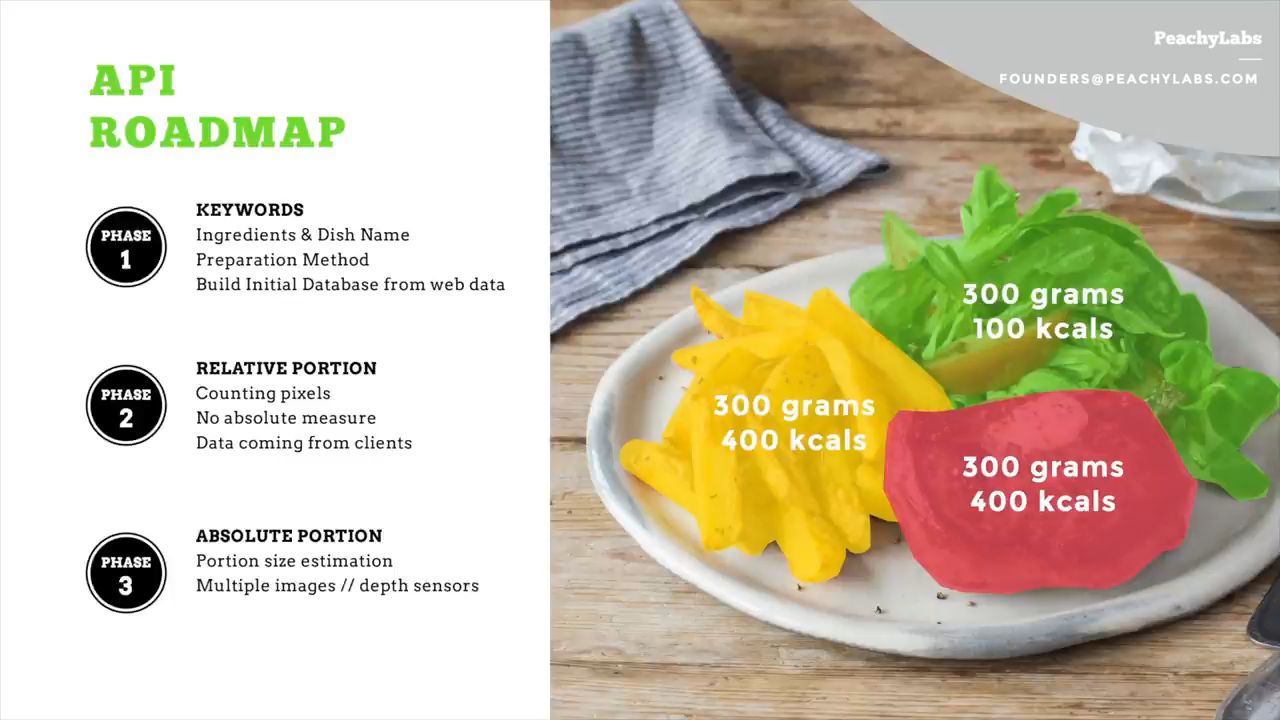 API
ROADMAP
PHASE
1
KEYWORDS
Ingredients & Dish Name
Preparation Method
Build Initial Database from web data
PHASE
2
RELATIVE PORTION
Counting pixels
No absolute measure
Data coming from clients
PHASE
3
ABSOLUTE PORTION
Portion size estimation
Multiple images // depth sensors
PeachyLabs
FOUNDERS@PEACHYLABS.COM
300 grams
100 kcals
300 grams
400 kcals
300 grams
400 kcals